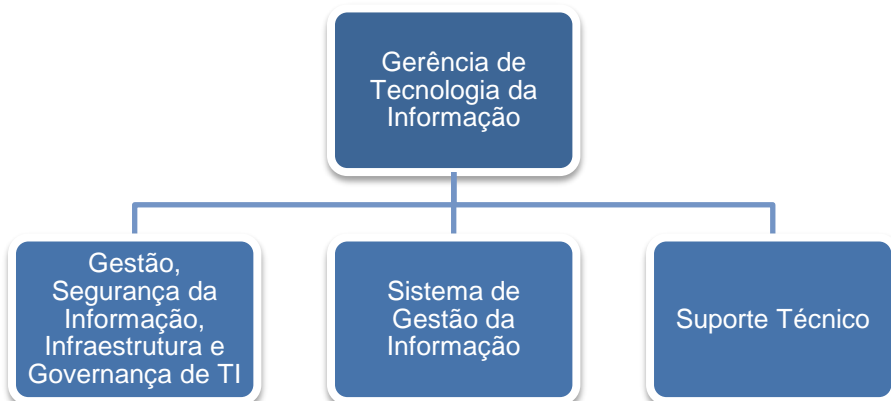 Gerência de
Tecnologia da
Informação
Gestão,
Segurança da
Informação,
Infraestrutura e
Governança de TI
Sistema de
Gestão da
Informação
Suporte Técnico